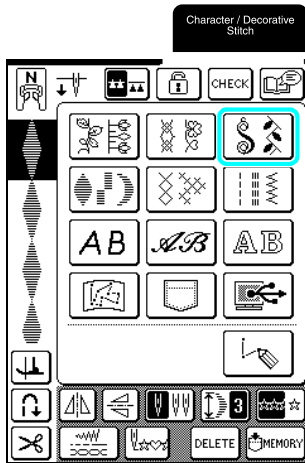 Character / Decorative
Stitch
N
CHECK
AB
AB
AB
3
DELETE
MEMORY